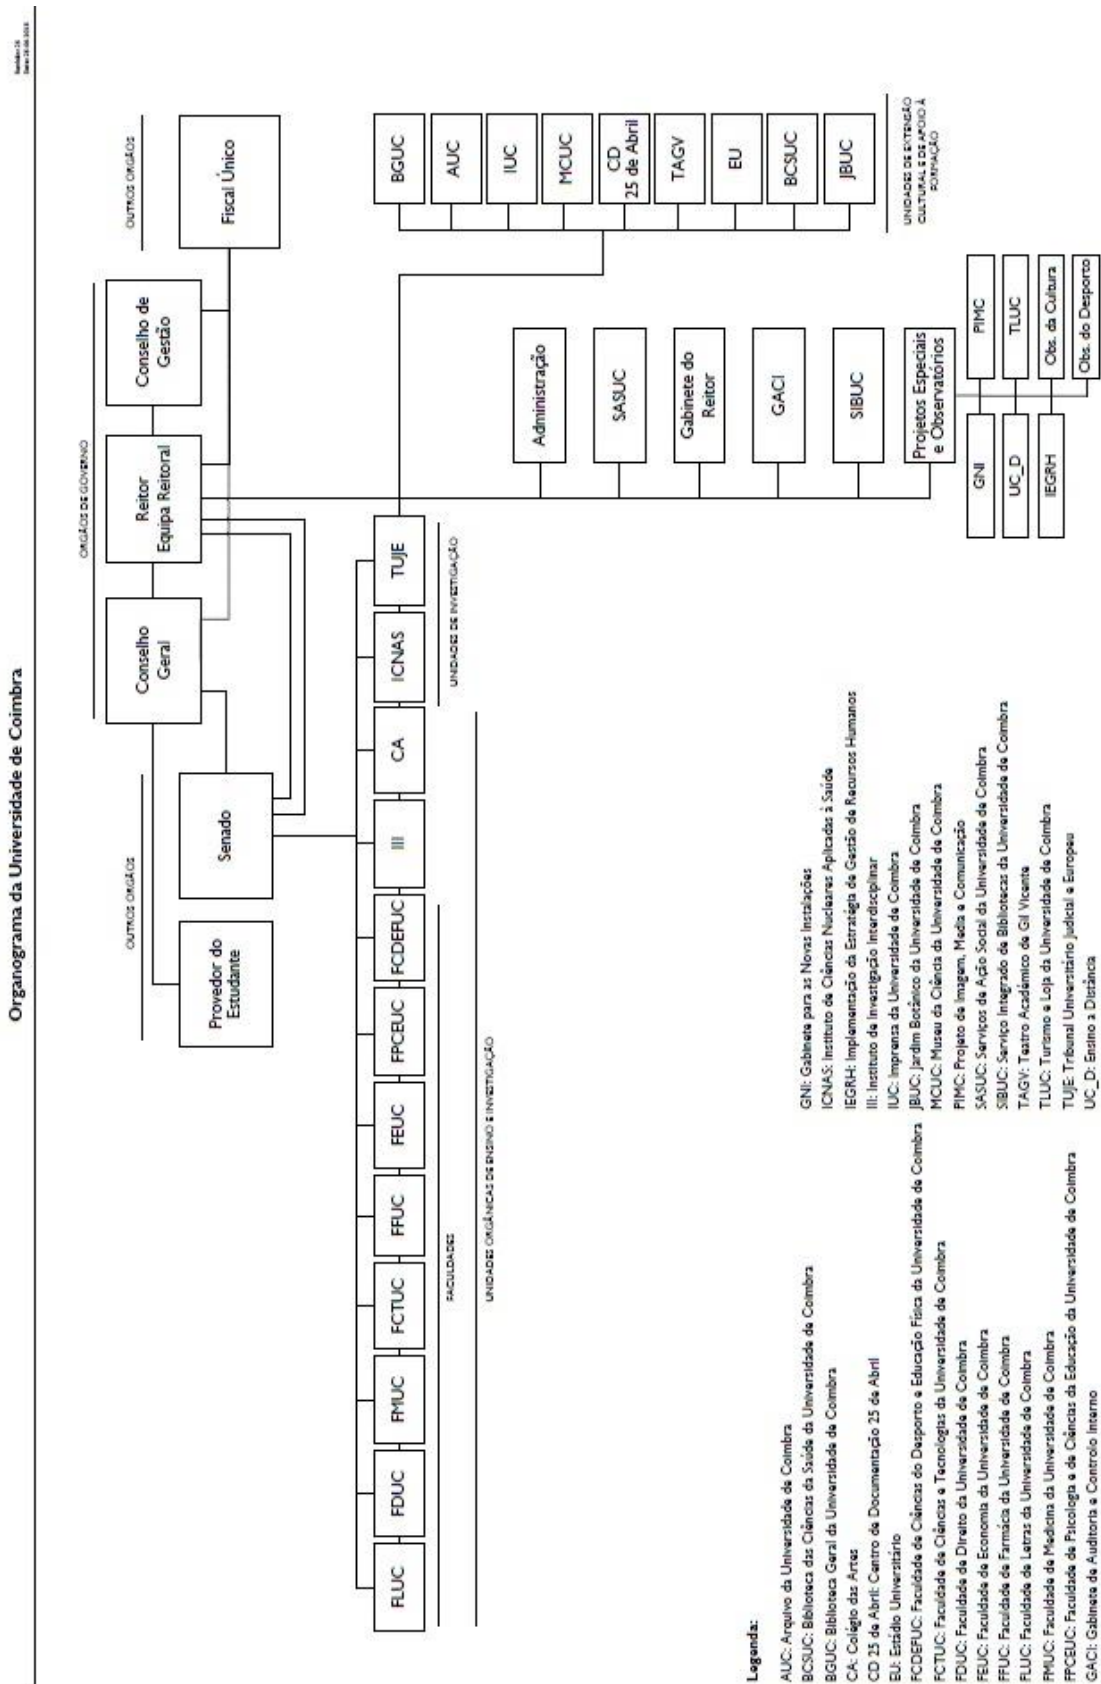 Organograma da Universidade de Coimbra
OUTROS ORGÃOS
ORGÃOS DE GOVERNO
OUTROS ORGÃOS
Provedor do
Estudante
Senado
Conselho
Geral
Reitor
Equipa Reitoral
Conselho de
Gestão
Fiscal Único
FLUC
FDUC
FMUC
FCTUC
FFUC
FEUC
FPCEUC
FCDEFUC
III
CA
ICNAS
TUJE
FACULDADES
UNIDADES ORGÂNICAS DE ENSINO E INVESTIGAÇÃO
UNIDADES DE INVESTIGAÇÃO
BGUC
AUC
IUC
MCUC
CD
25 de Abril
TAGV
EU
BCSUC
JBUC
UNIDADES DE EXTENSÃO
CULTURAL E DE APOIO À
FORMAÇÃO
Administração
SASUC
Gabinete do
Reitor
GACI
SIBUC
Projetos Especiais
e Observatórios
GNI
PIMC
UC_D
TLUC
IEGRH
Obs. da Cultura
Obs. do Desporto
Legenda:
AUC: Arquivo da Universidade de Coimbra
BCSUC: Biblioteca das Ciências da Saúde da Universidade de Coimbra
BGUC: Biblioteca Geral da Universidade de Coimbra
CA: Colégio das Artes
CD 25 de Abril: Centro de Documentação 25 de Abril
EU: Estádio Universitário
FCDEFUC: Faculdade de Ciências do Desporto e Educação Física da Universidade de Coimbra
FCTUC: Faculdade de Ciências e Tecnologias da Universidade de Coimbra
FDUC: Faculdade de Direito da Universidade de Coimbra
FEUC: Faculdade de Economia da Universidade de Coimbra
FFUC: Faculdade de Farmácia da Universidade de Coimbra
FLUC: Faculdade de Letras da Universidade de Coimbra
FMUC: Faculdade de Medicina da Universidade de Coimbra
FPCEUC: Faculdade de Psicologia e de Ciências da Educação da Universidade de Coimbra
GACI: Gabinete de Auditoria e Controlo Interno
GNI: Gabinete para as Novas Instalações
ICNAS: Instituto de Ciências Nucleares Aplicadas à Saúde
IEGRH: Implementação da Estratégia de Gestão de Recursos Humanos
III: Instituto de Investigação Interdisciplinar
IUC: Imprensa da Universidade de Coimbra
JBUC: Jardim Botânico da Universidade de Coimbra
MCUC: Museu da Ciência da Universidade de Coimbra
PIMC: Projeto de Imagem, Media e Comunicação
SASUC: Serviços de Ação Social da Universidade de Coimbra
SIBUC: Serviço Integrado de Bibliotecas da Universidade de Coimbra
TAGV: Teatro Académico de Gil Vicente
TLUC: Turismo e Loja da Universidade de Coimbra
TUJE: Tribunal Universitário Judicial e Europeu
UC_D: Ensino a Distância